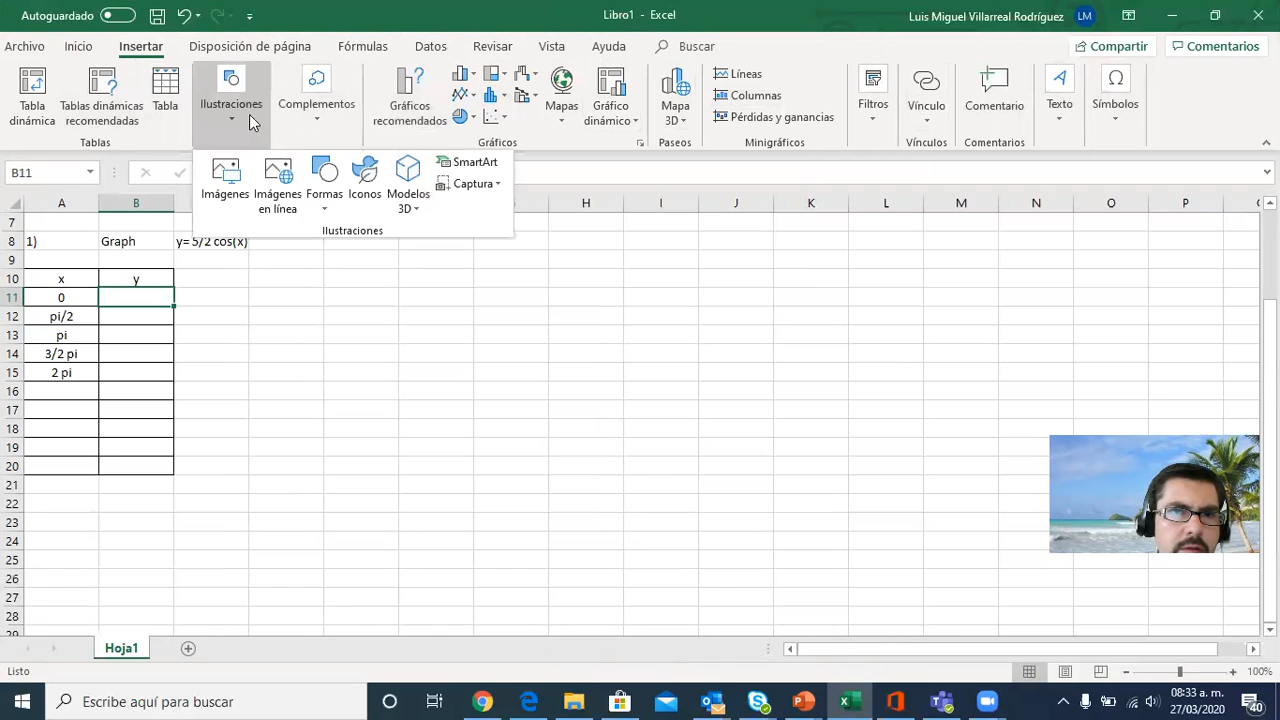 Autoguardado
Libro1 - Excel
Luis Miguel Villarreal Rodríguez
LM
Archivo Inicio Insertar Disposición de página Fórmulas Datos Revisar Vista Ayuda Buscar
Compartir Comentarios
Tabla dinámica
Tablas dinámicas recomendadas
Tabla
Tablas
Ilustraciones
Complementos
Gráficos recomendados
Mapas
Gráfico dinámico
Gráficos
Mapa 3D
Paseos
Líneas
Columnas
Pérdidas y ganancias
Minigráficos
Filtros
Vínculo
Vínculos
Comentario
Comentarios
Texto
Símbolos
Imágenes
Imágenes en línea
Formas
Iconos
Modelos 3D
SmartArt
Captura
Ilustraciones
B11
A B H I J K L M N O P
7
8 1) Graph y= 5/2 cos(x)
9
10 x y
11 0
12 pi/2
13 pi
14 3/2 pi
15 2 pi
16
17
18
19
20
21
22
23
24
25
26
27
28
Hoja1
Listo
100%
Escribe aquí para buscar
08:33 a. m.
27/03/2020
40